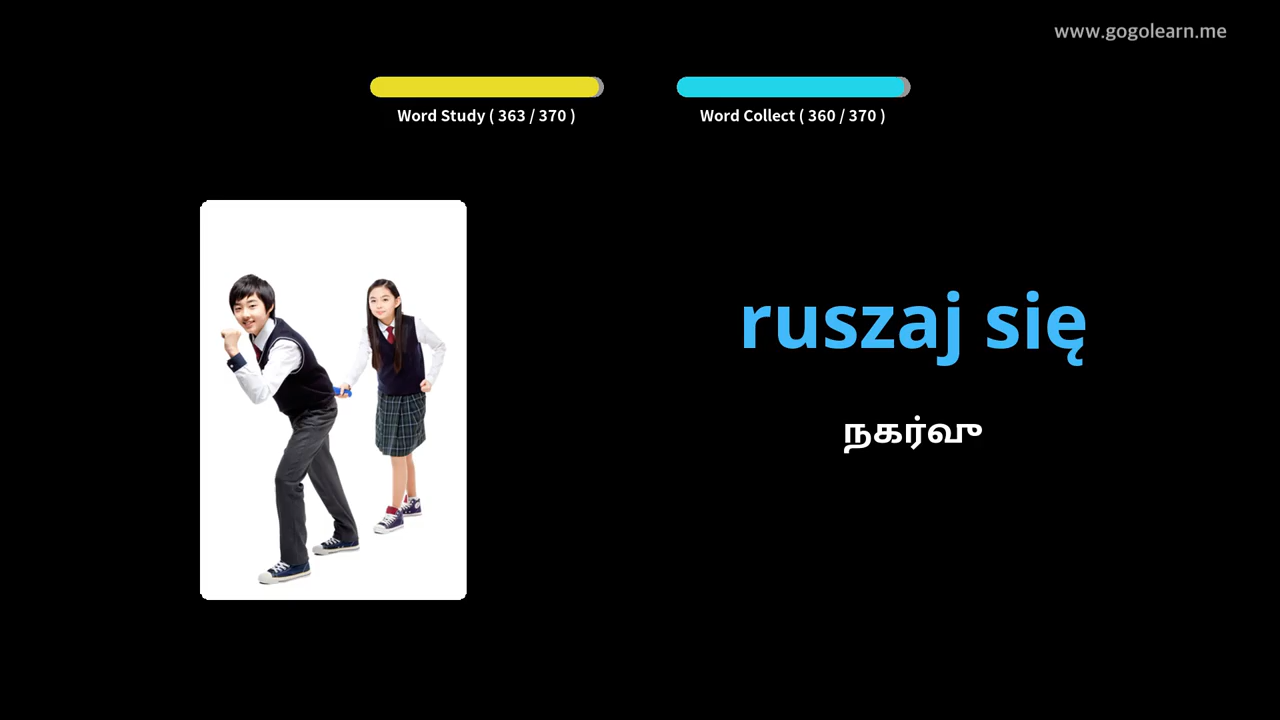 www.gogolearn.me
Word Study ( 363 / 370 )
Word Collect ( 360 / 370 )
ruszaj się
நகர்வு